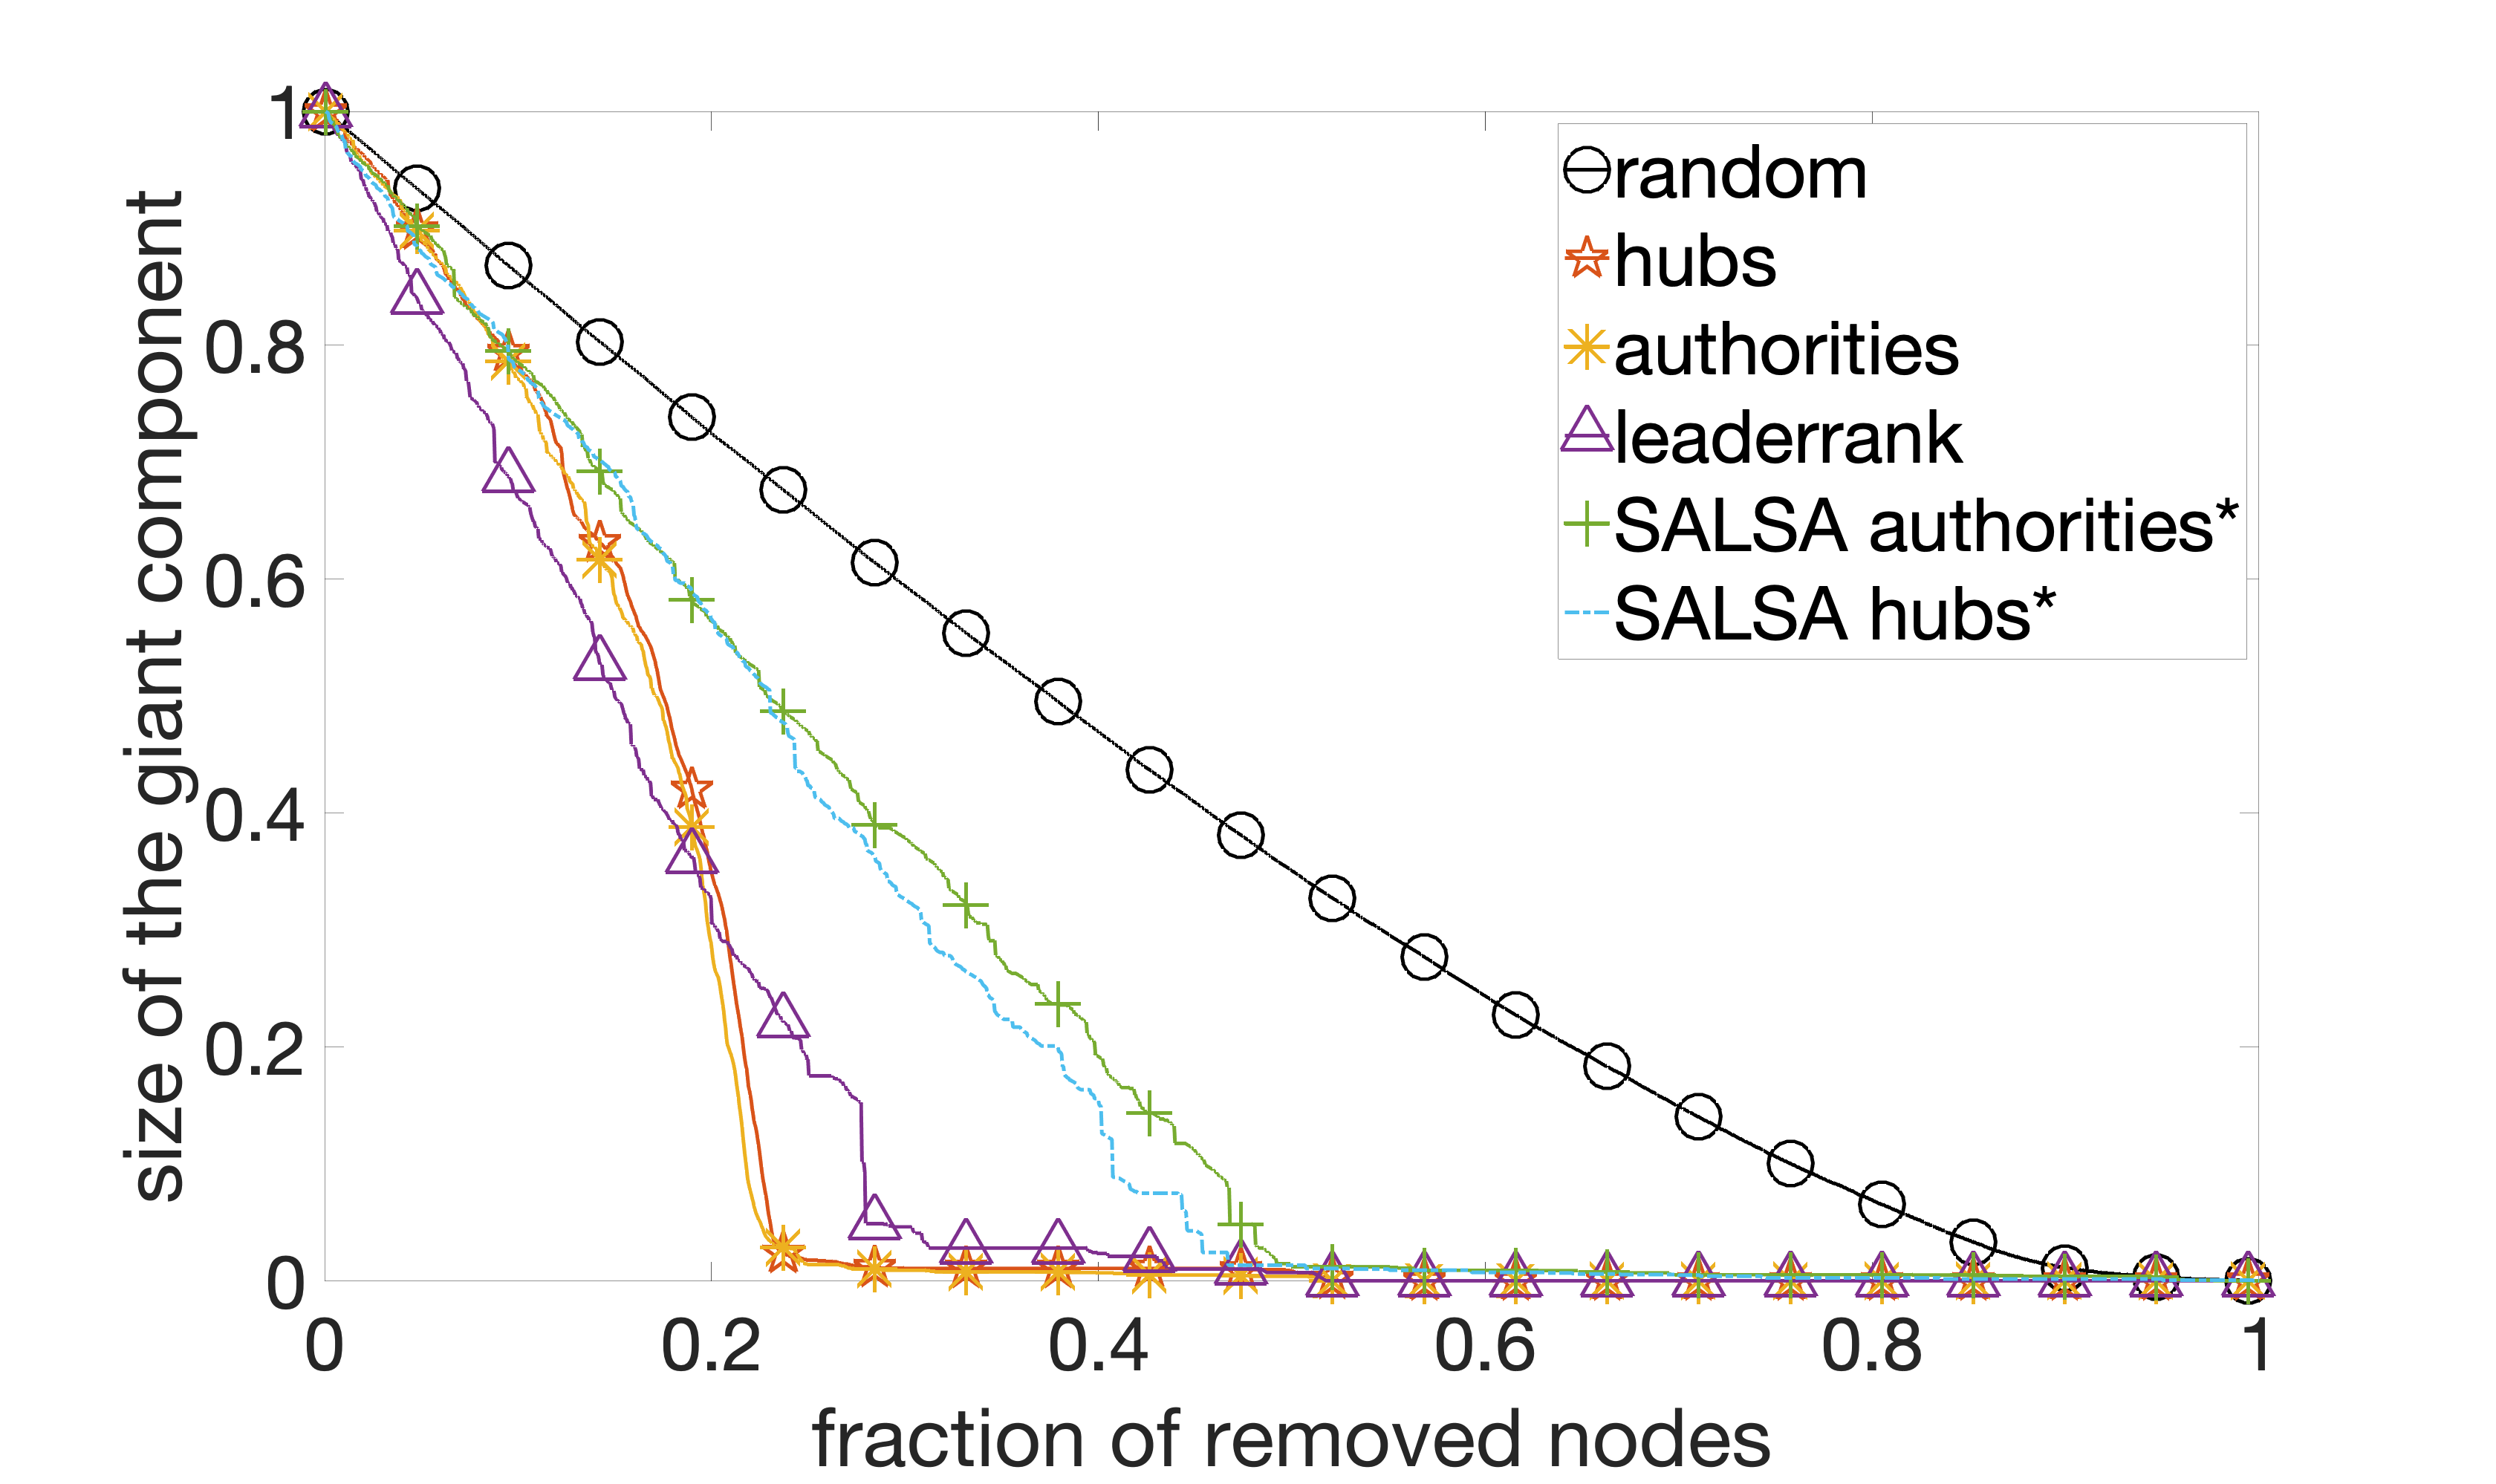 size of the giant component
1
0.8
0.6
0.4
0.2
0
0 0.2 0.4 0.6 0.8 1
fraction of removed nodes
random
hubs
authorities
leaderrank
SALSA authorities*
SALSA hubs*